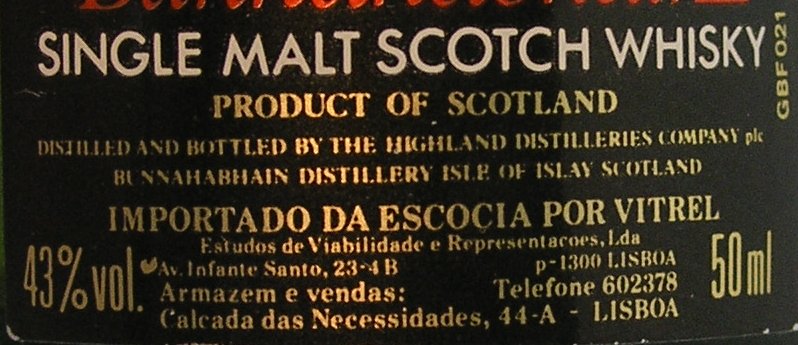 SINGLE MALT SCOTCH WHISKY
GBF021
PRODUCT OF SCOTLAND
DISTILLED AND BOTTLED BY THE HIGHLAND DISTILLERIES COMPANY plc
BUNNAHABHAIN DISTILLERY ISLE OF ISLAY SCOTLAND
IMPORTADO DA ESCOCIA POR VITREL
Estudos de Viabilidade e Representacoes, Lda
Av. Infante Santo, 23-4 B p-1300 LISBOA
Armazem e vendas: Telefone 602378
Calcada das Necessidades, 44-A - LISBOA
43% vol.
50 ml